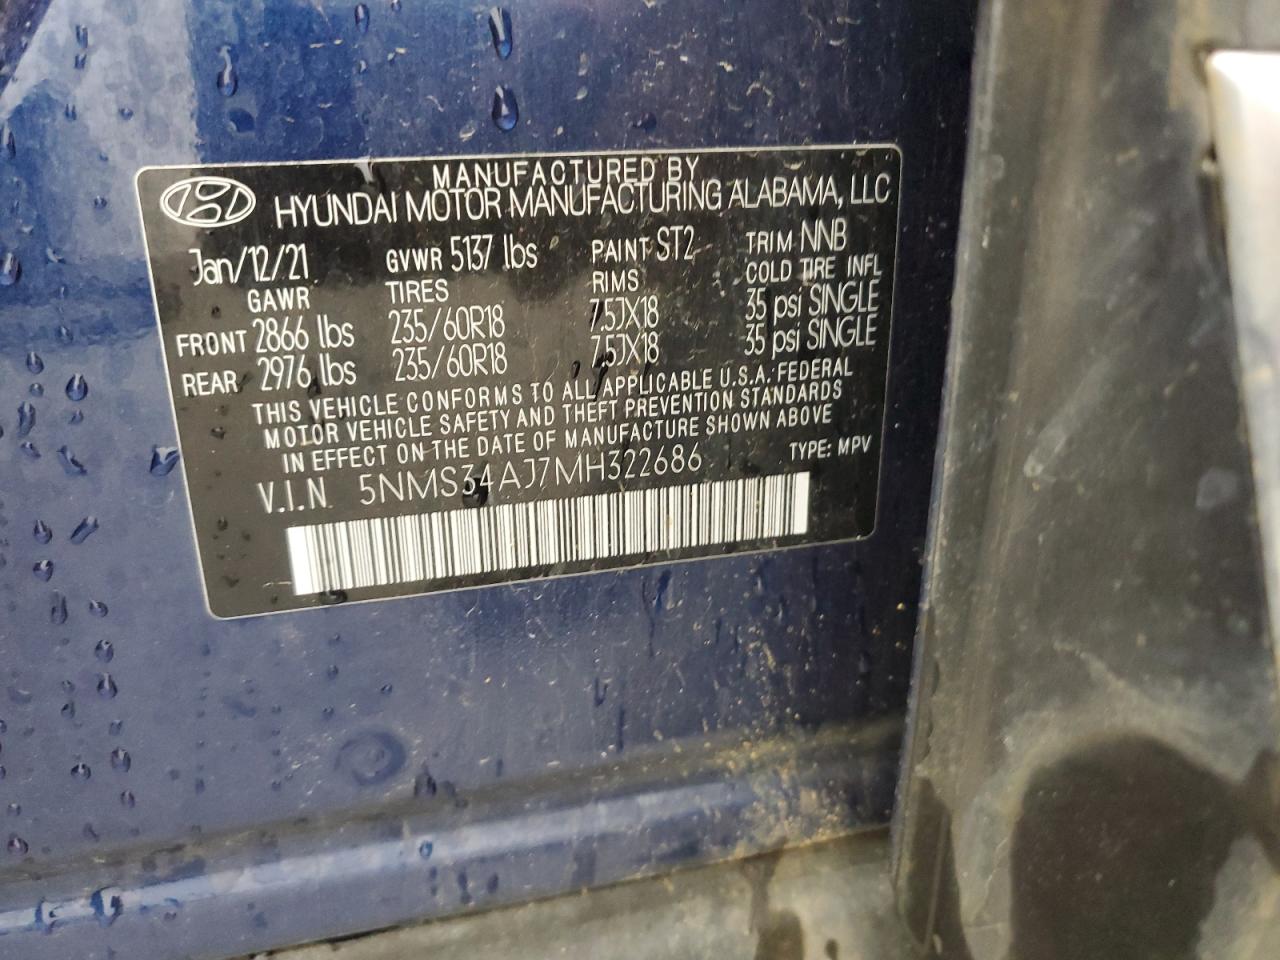 MANUFACTURED BY
HYUNDAI MOTOR MANUFACTURING ALABAMA, LLC
Jan/12/21 GVWR 5137 lbs PAINT ST2 TRIM NNB
GAWR TIRES RIMS COLD TIRE INFL
FRONT 2866 lbs 235/60R18 7.5JX18 35 psi SINGLE
REAR 2976 lbs 235/60R18 7.5JX18 35 psi SINGLE
THIS VEHICLE CONFORMS TO ALL APPLICABLE U.S.A. FEDERAL
MOTOR VEHICLE SAFETY AND THEFT PREVENTION STANDARDS
IN EFFECT ON THE DATE OF MANUFACTURE SHOWN ABOVE
V.I.N 5NMS34AJ7MH322686 TYPE: MPV